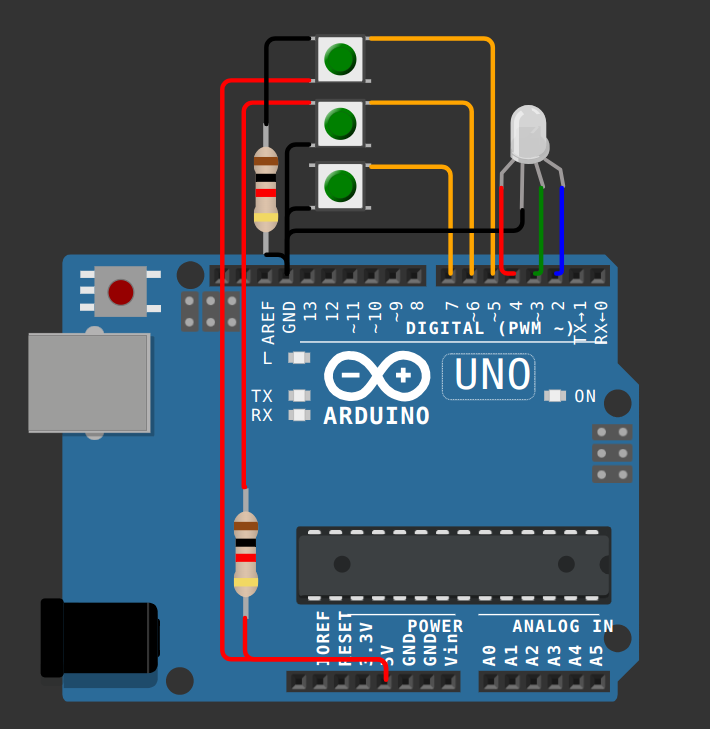 AREF
GND
13
12
~11
~10
~9
8
7
~6
~5
4
~3
2
TX→1
RX←0
DIGITAL (PWM ~)
UNO
TX
RX
ARDUINO
ON
POWER
ANALOG IN
IOREF
RESET
3.3V
5V
GND
GND
Vin
A0
A1
A2
A3
A4
A5